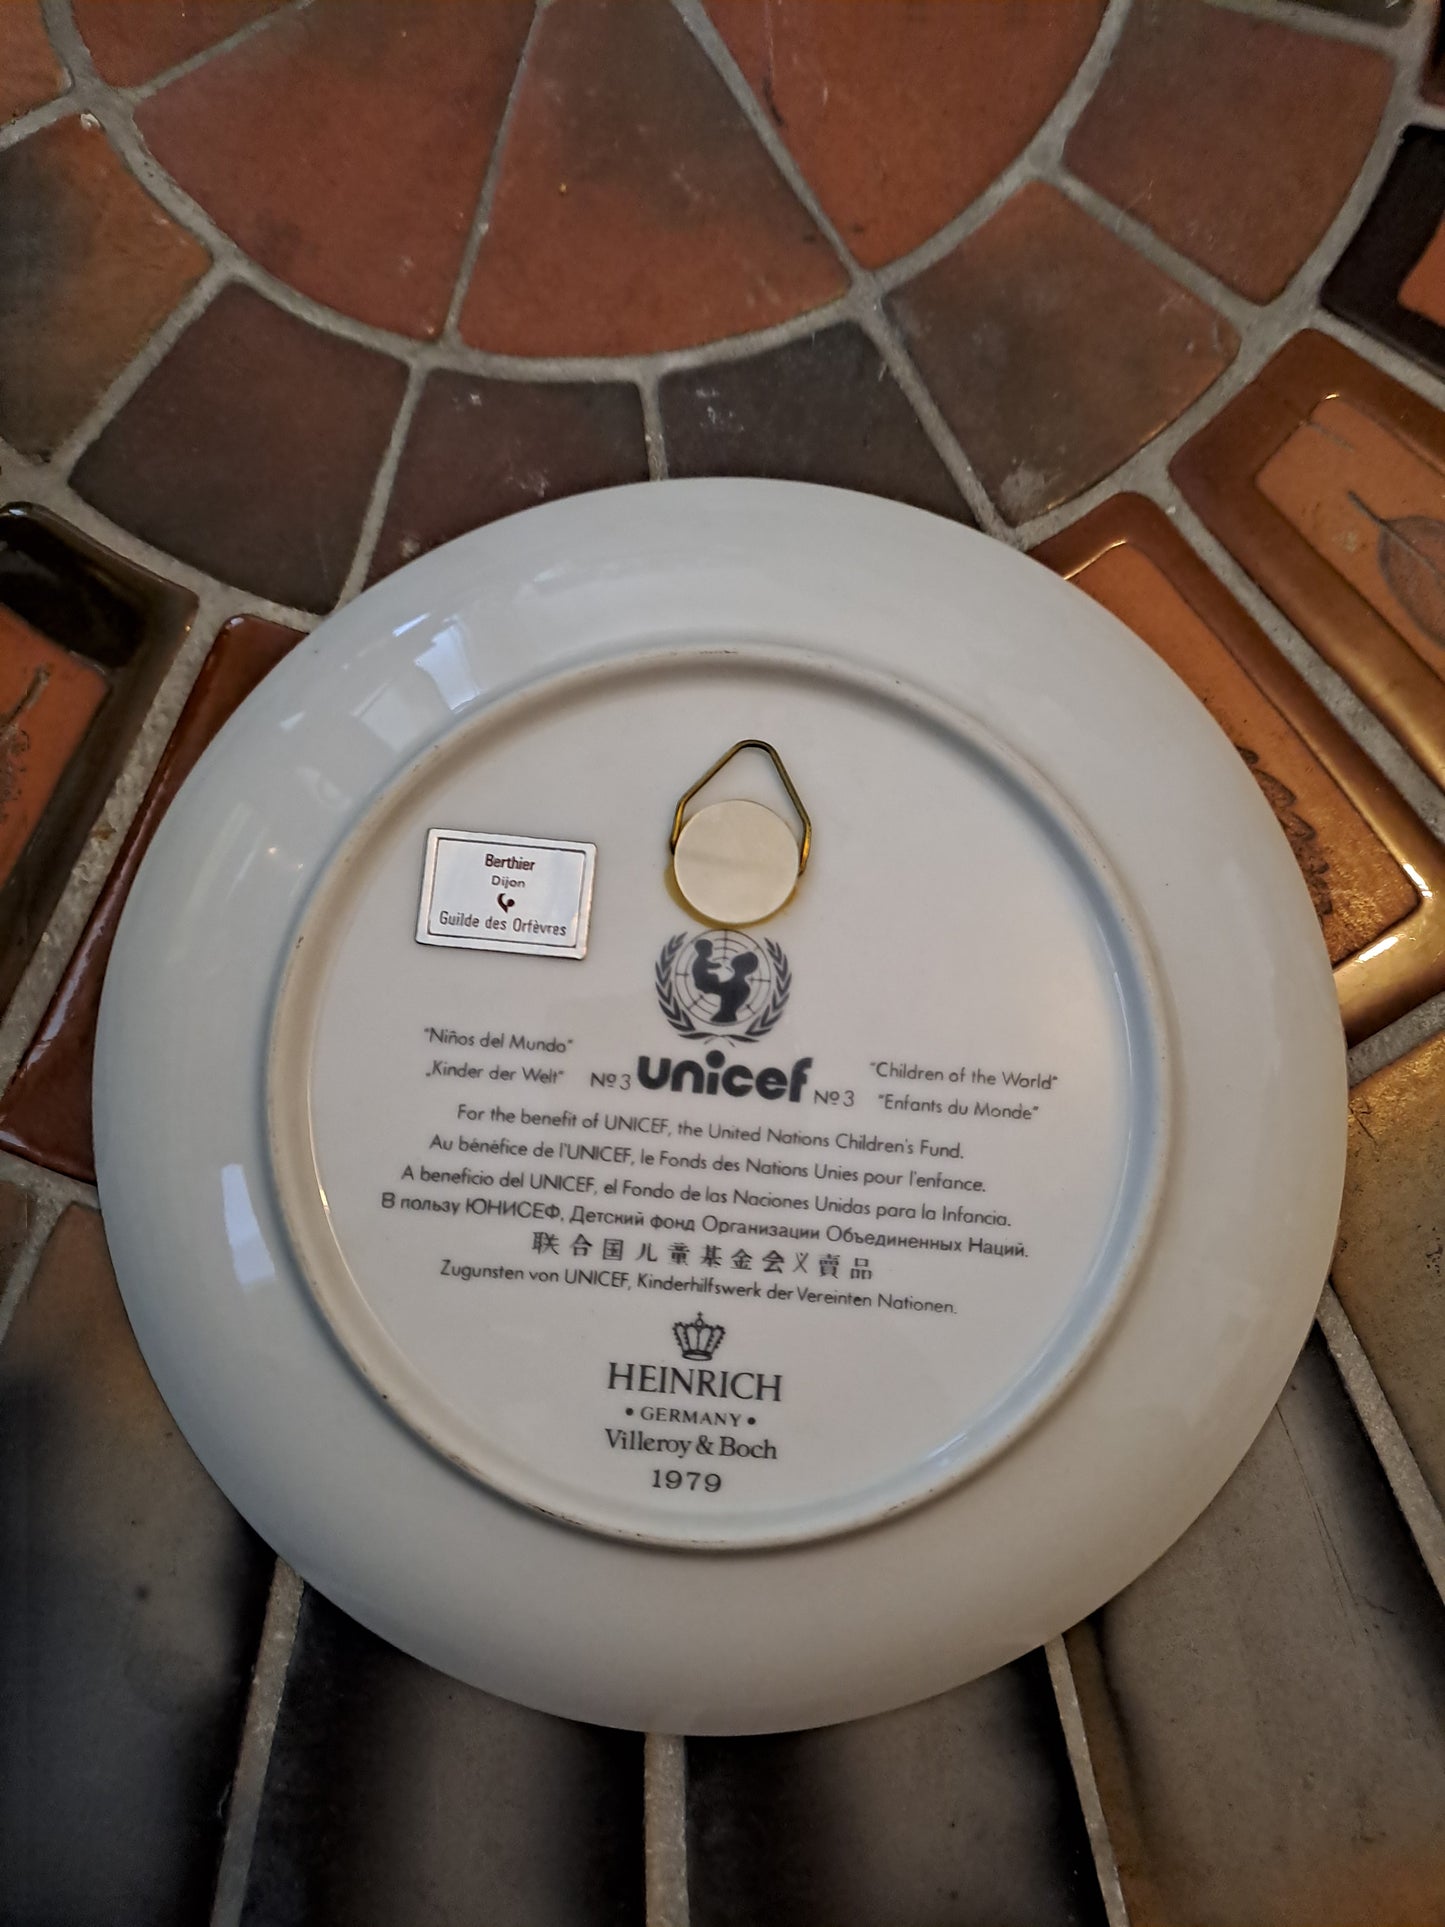 Berthier
Dijon
Guilde des Orfèvres
"Niños del Mundo"
„Kinder der Welt"
Nº 3 unicef Nº 3
"Children of the World"
"Enfants du Monde"
For the benefit of UNICEF, the United Nations Children's Fund.
Au bénéfice de l'UNICEF, le Fonds des Nations Unies pour l'enfance.
A beneficio del UNICEF, el Fondo de las Naciones Unidas para la Infancia.
В пользу ЮНИСЕФ, Детский фонд Организации Объединенных Наций.
联合国儿童基金会义賣品
Zugunsten von UNICEF, Kinderhilfswerk der Vereinten Nationen.
HEINRICH
• GERMANY •
Villeroy & Boch
1979